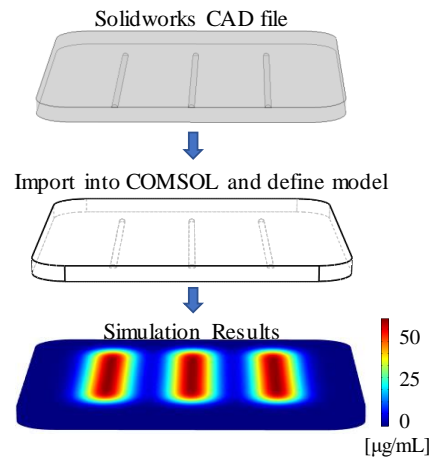 Solidworks CAD file
Import into COMSOL and define model
Simulation Results
50
25
0
[µg/mL]